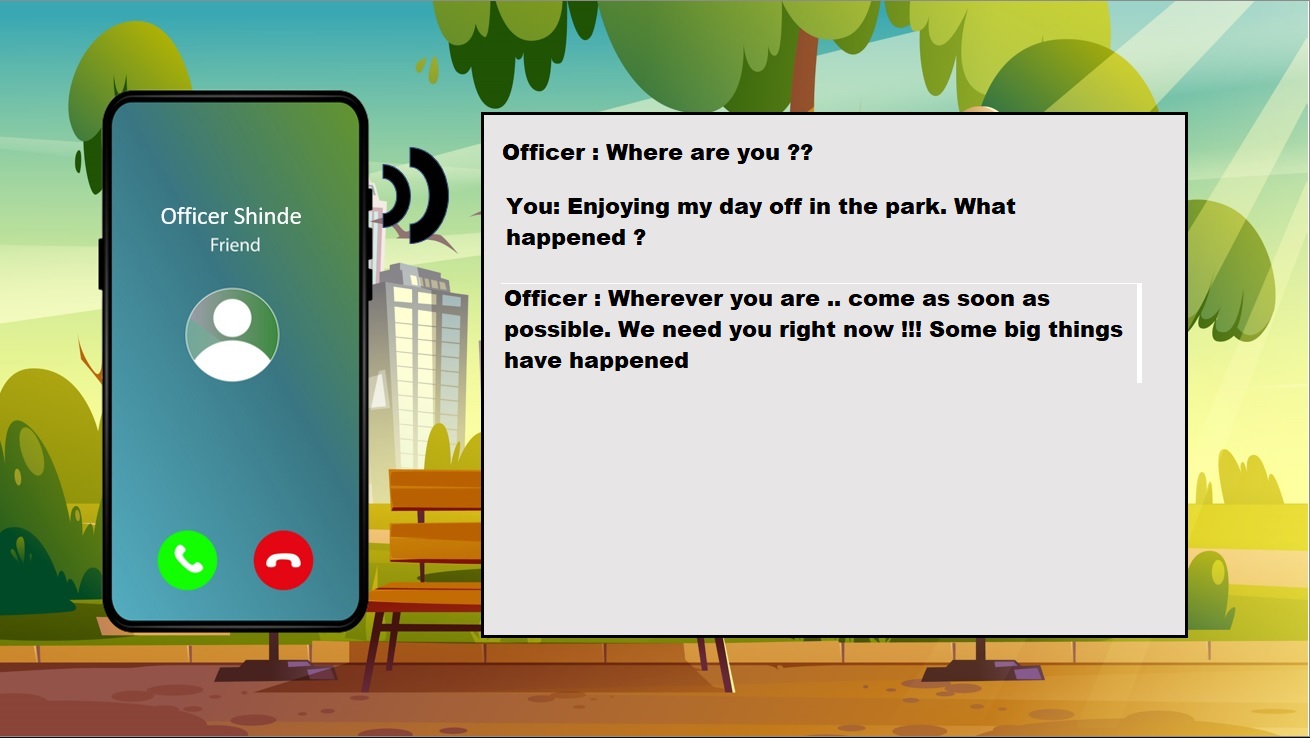 Officer Shinde
Friend
Officer : Where are you ??
You: Enjoying my day off in the park. What
happened ?
Officer : Wherever you are .. come as soon as
possible. We need you right now !!! Some big things
have happened